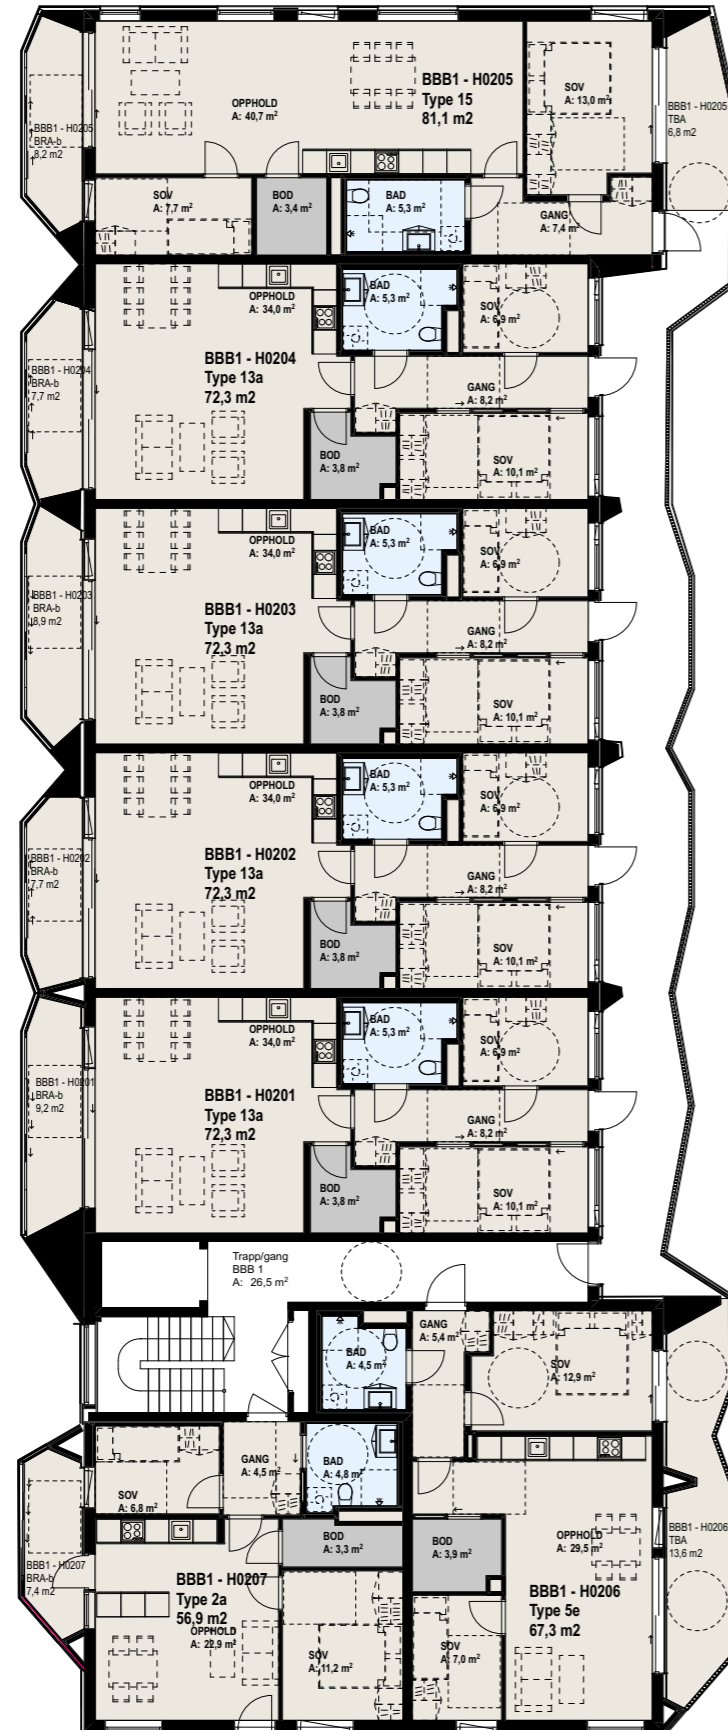 BBB1 - H0205
Type 15
81,1 m2
OPPHOLD
A: 40,7 m²
SOV
A: 13,0 m²
BBB1 - H0205
TBA
6,8 m2
BBB1 - H0205
BRA-b
8,2 m2
SOV
A: 7,7 m²
BOD
A: 3,4 m²
BAD
A: 5,3 m²
GANG
A: 7,4 m²
OPPHOLD
A: 34,0 m²
BAD
A: 5,3 m²
SOV
A: 6,9 m²
BBB1 - H0204
BRA-b
7,7 m2
BBB1 - H0204
Type 13a
72,3 m2
GANG
A: 8,2 m²
BOD
A: 3,8 m²
SOV
A: 10,1 m²
OPPHOLD
A: 34,0 m²
BAD
A: 5,3 m²
SOV
A: 6,9 m²
BBB1 - H0203
BRA-b
8,9 m2
BBB1 - H0203
Type 13a
72,3 m2
GANG
A: 8,2 m²
BOD
A: 3,8 m²
SOV
A: 10,1 m²
OPPHOLD
A: 34,0 m²
BAD
A: 5,3 m²
SOV
A: 6,9 m²
BBB1 - H0202
BRA-b
7,7 m2
BBB1 - H0202
Type 13a
72,3 m2
GANG
A: 8,2 m²
BOD
A: 3,8 m²
SOV
A: 10,1 m²
OPPHOLD
A: 34,0 m²
BAD
A: 5,3 m²
SOV
A: 6,9 m²
BBB1 - H0201
BRA-b
9,2 m2
BBB1 - H0201
Type 13a
72,3 m2
GANG
A: 8,2 m²
BOD
A: 3,8 m²
SOV
A: 10,1 m²
Trapp/gang
BBB 1
A: 26,5 m²
GANG
A: 5,4 m²
BAD
A: 4,5 m²
SOV
A: 12,9 m²
SOV
A: 6,8 m²
GANG
A: 4,5 m²
BAD
A: 4,8 m²
BOD
A: 3,3 m²
BOD
A: 3,9 m²
OPPHOLD
A: 29,5 m²
BBB1 - H0206
TBA
13,6 m2
BBB1 - H0207
BRA-b
7,4 m2
BBB1 - H0207
Type 2a
56,9 m2
OPPHOLD
A: 22,9 m²
SOV
A: 11,2 m²
SOV
A: 7,0 m²
BBB1 - H0206
Type 5e
67,3 m2